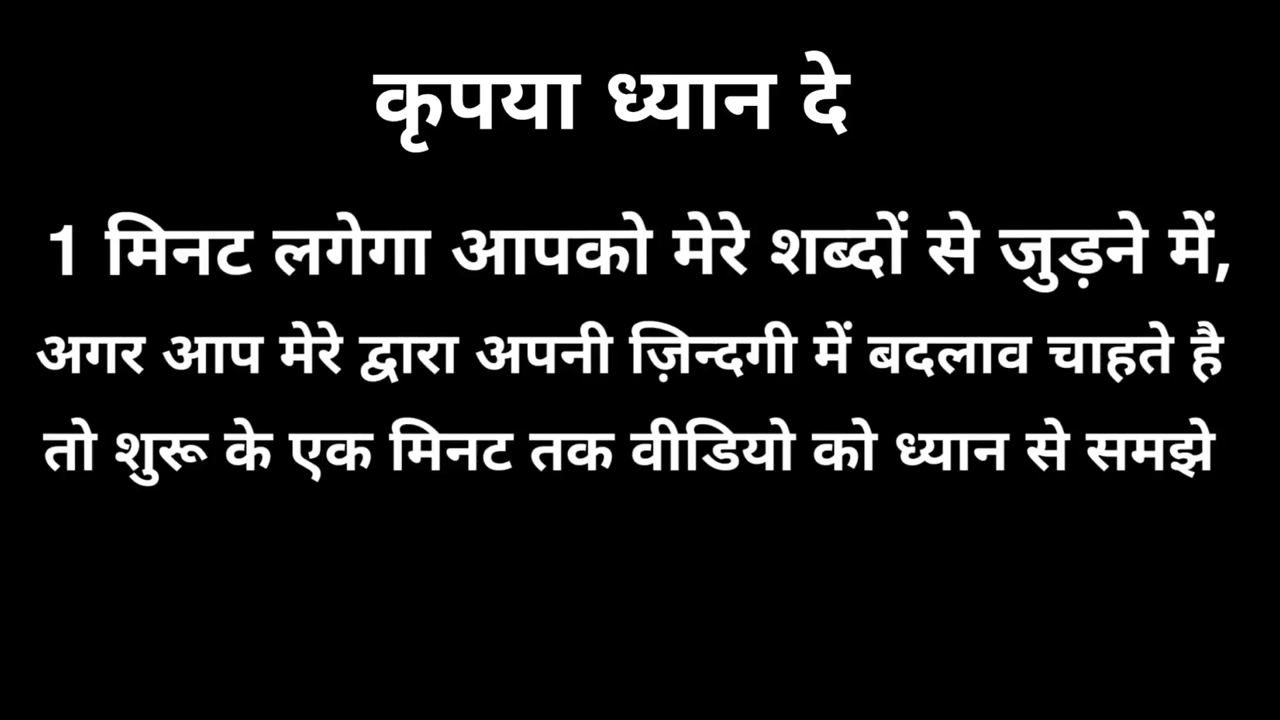 कृपया ध्यान दे
1 मिनट लगेगा आपको मेरे शब्दों से जुड़ने में,
अगर आप मेरे द्वारा अपनी ज़िन्दगी में बदलाव चाहते है
तो शुरू के एक मिनट तक वीडियो को ध्यान से समझे